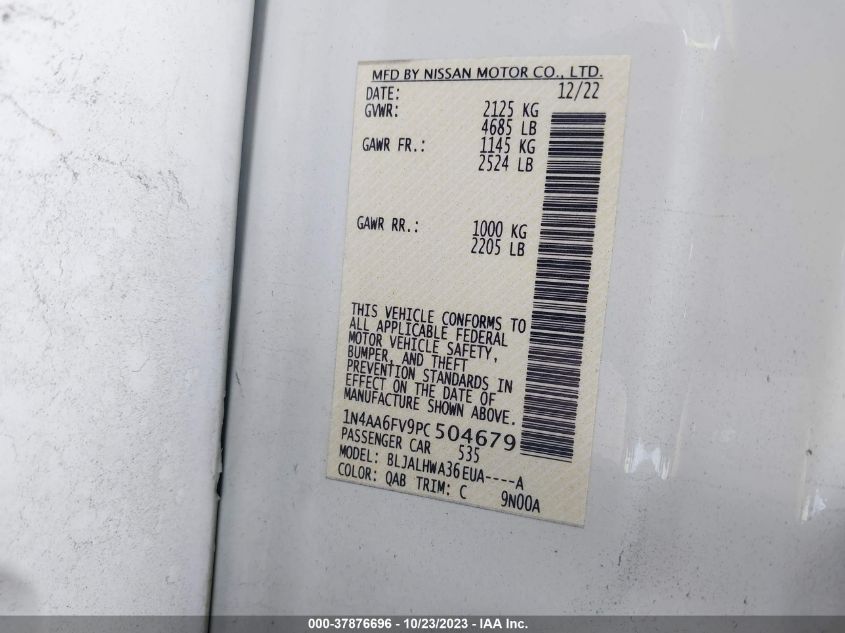 MFD BY NISSAN MOTOR CO., LTD.
DATE: 12/22
GVWR: 2125 KG
4685 LB
GAWR FR.: 1145 KG
2524 LB
GAWR RR.: 1000 KG
2205 LB
THIS VEHICLE CONFORMS TO
ALL APPLICABLE FEDERAL
MOTOR VEHICLE SAFETY,
BUMPER, AND THEFT
PREVENTION STANDARDS IN
EFFECT ON THE DATE OF
MANUFACTURE SHOWN ABOVE.
1N4AA6FV9PC504679
PASSENGER CAR 535
MODEL: BLJALHWA36EUA----A
COLOR: QAB TRIM: C 9N00A
000-37876696 - 10/23/2023 - IAA Inc.